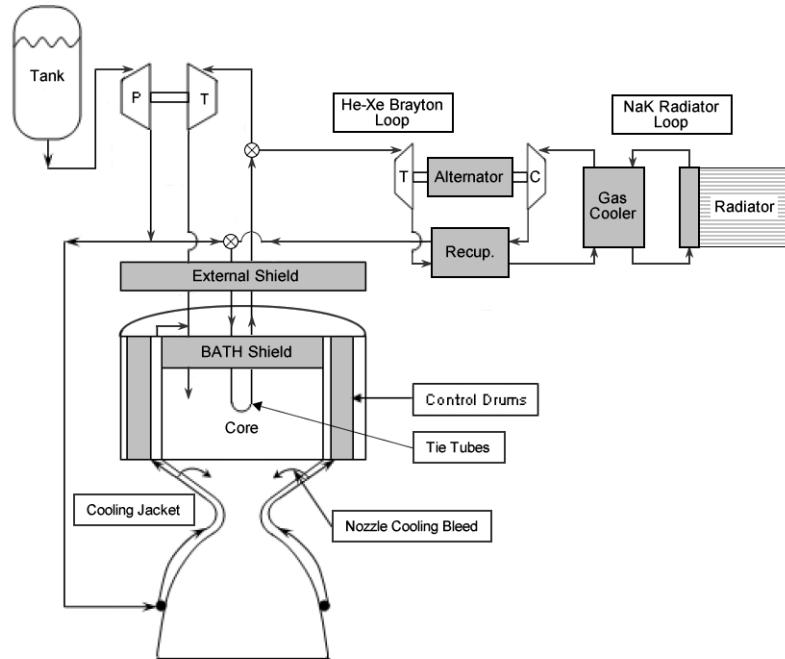 Tank
P
T
He-Xe Brayton
Loop
NaK Radiator
Loop
T
Alternator
C
Gas
Cooler
Radiator
Recup.
External Shield
BATH Shield
Control Drums
Core
Tie Tubes
Cooling Jacket
Nozzle Cooling Bleed